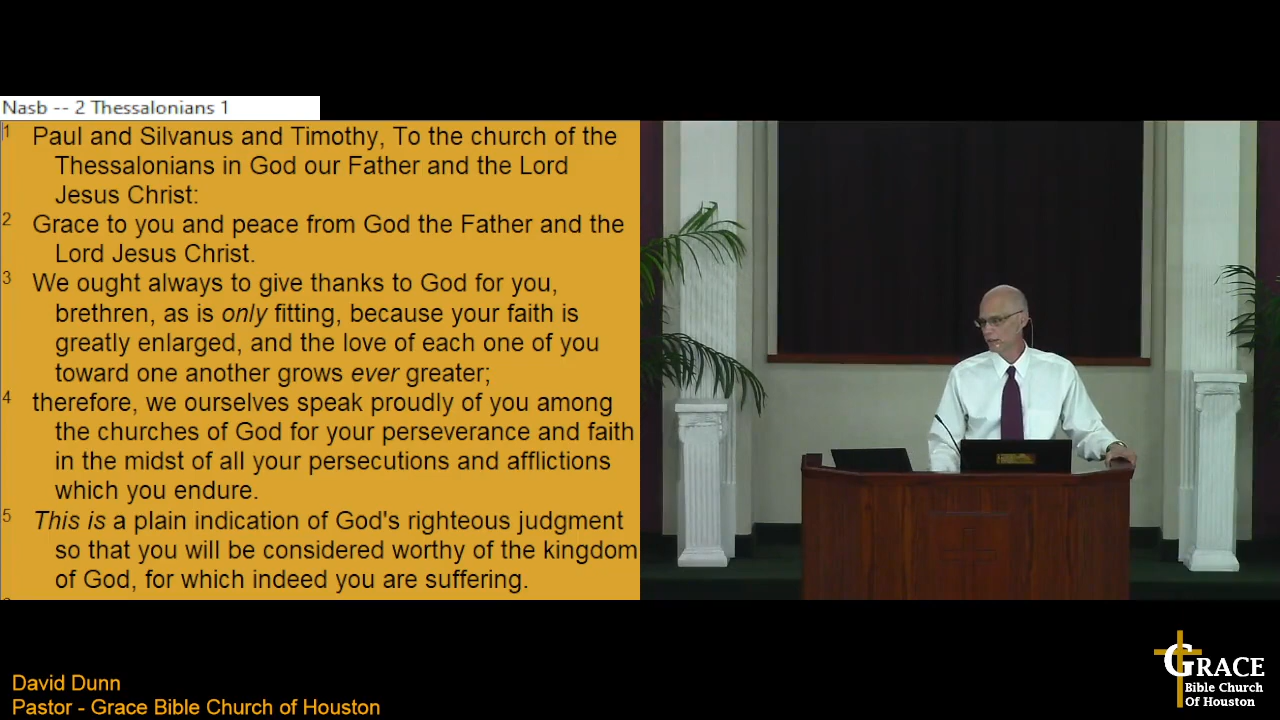 Nasb -- 2 Thessalonians 1
1 Paul and Silvanus and Timothy, To the church of the
Thessalonians in God our Father and the Lord
Jesus Christ:
2 Grace to you and peace from God the Father and the
Lord Jesus Christ.
3 We ought always to give thanks to God for you,
brethren, as is only fitting, because your faith is
greatly enlarged, and the love of each one of you
toward one another grows ever greater;
4 therefore, we ourselves speak proudly of you among
the churches of God for your perseverance and faith
in the midst of all your persecutions and afflictions
which you endure.
5 This is a plain indication of God's righteous judgment
so that you will be considered worthy of the kingdom
of God, for which indeed you are suffering.
David Dunn
Pastor - Grace Bible Church of Houston
GRACE
Bible Church
Of Houston